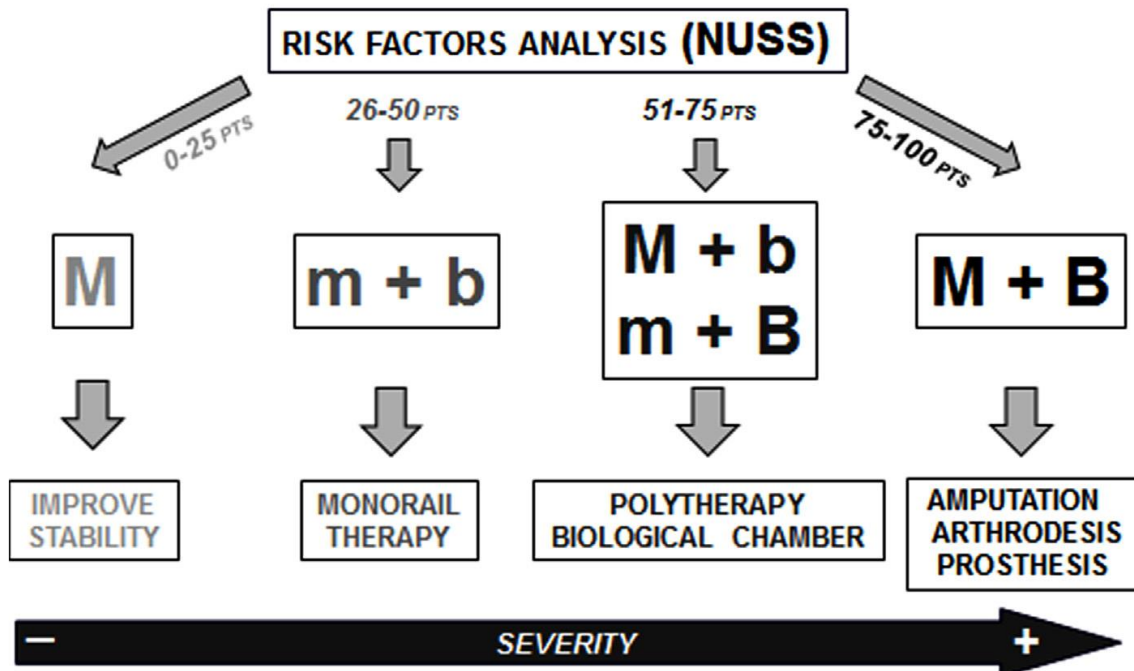 RISK FACTORS ANALYSIS (NUSS)
0-25 PTS
26-50 PTS
51-75 PTS
75-100 PTS
M
m + b
M + b
m + B
M + B
IMPROVE
STABILITY
MONORAIL
THERAPY
POLYTHERAPY
BIOLOGICAL CHAMBER
AMPUTATION
ARTHRODESIS
PROSTHESIS
– SEVERITY +